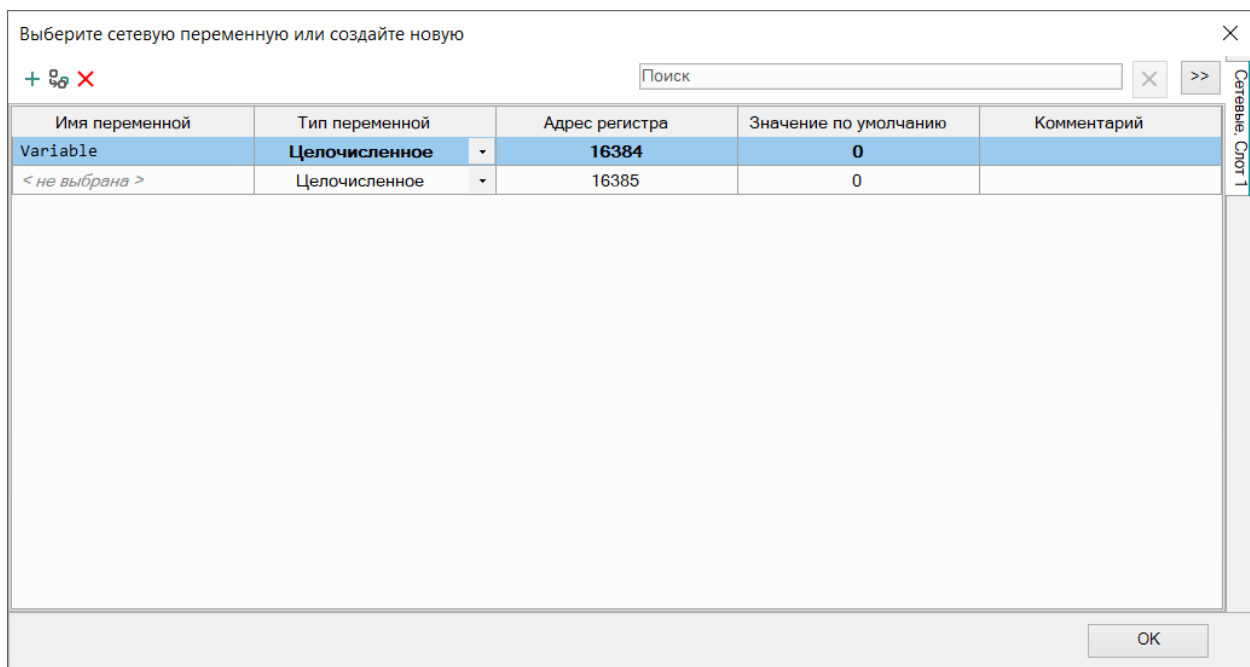 Выберите сетевую переменную или создайте новую
Поиск
>>
Сетевые, Слот 1
Имя переменной Тип переменной Адрес регистра Значение по умолчанию Комментарий
Variable Целочисленное 16384 0
< не выбрана > Целочисленное 16385 0
OK